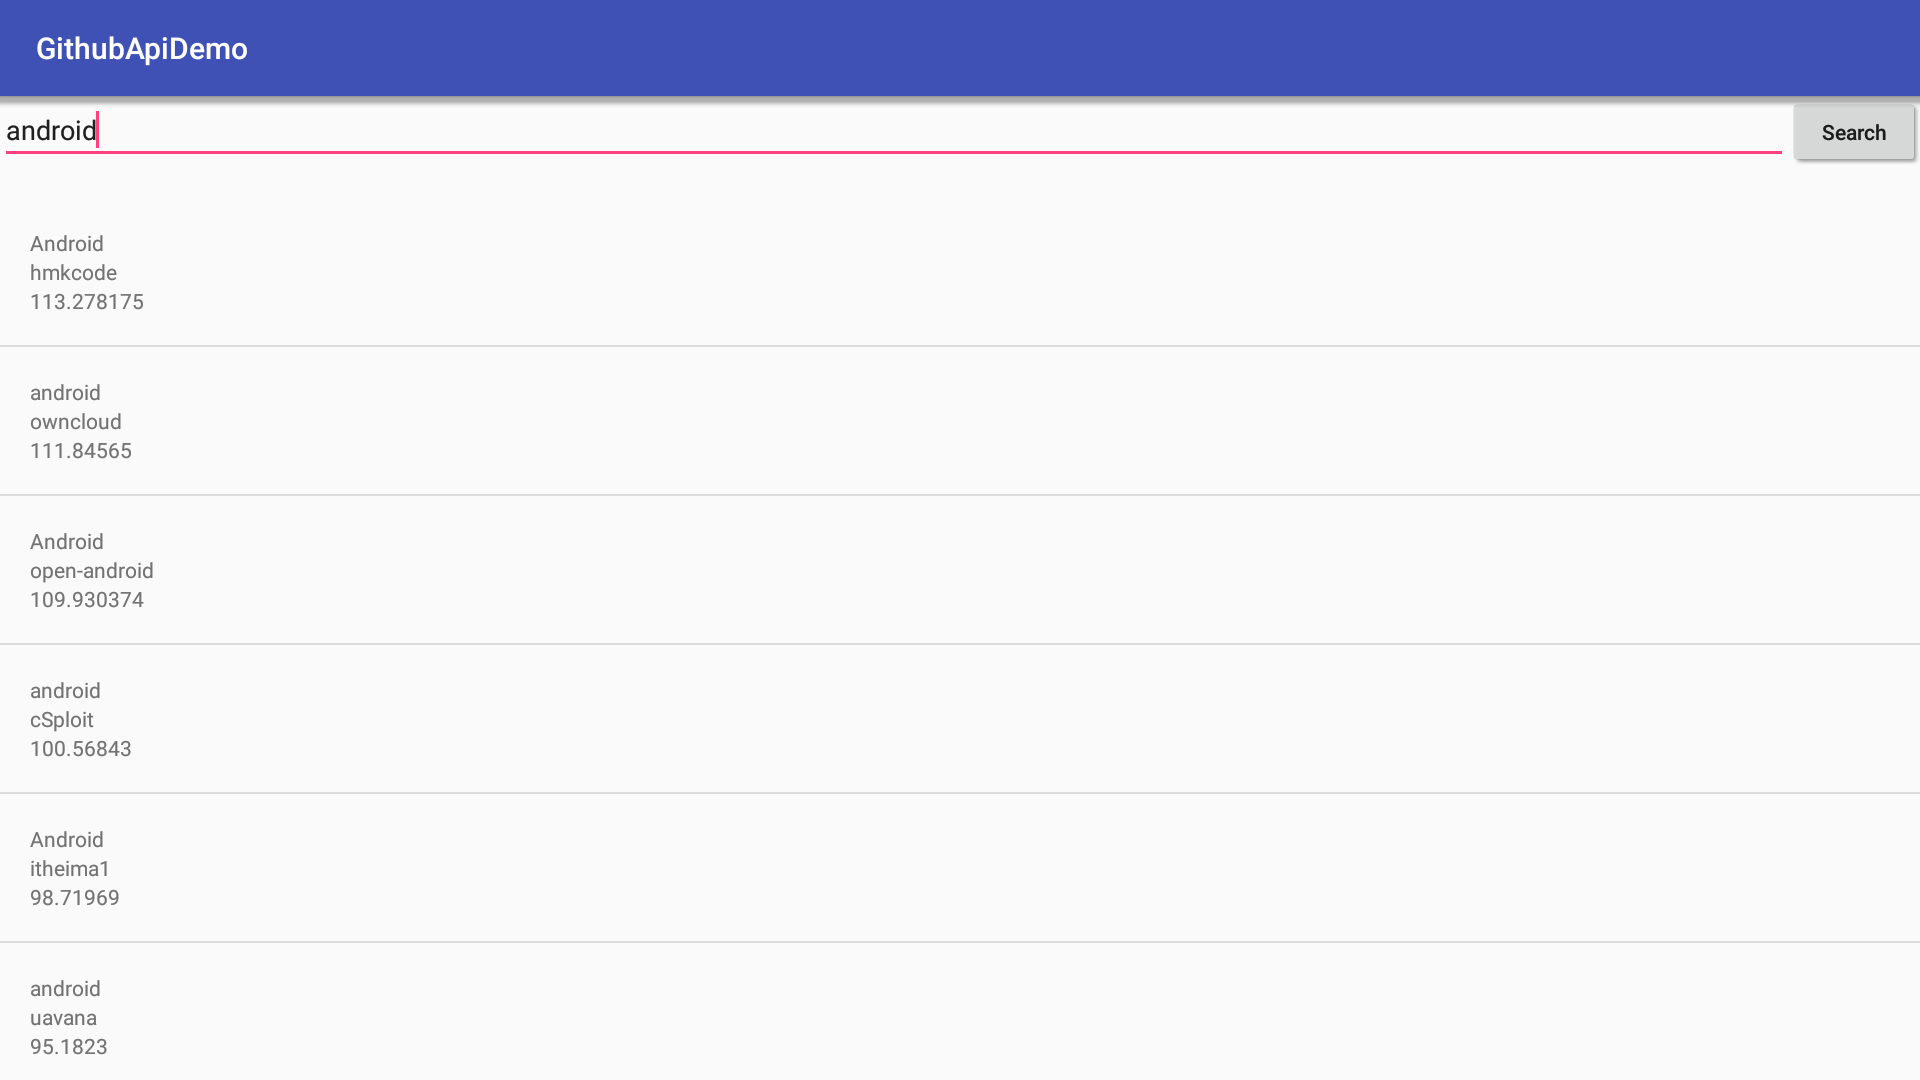 GithubApiDemo
android
Search
Android
hmkcode
113.278175
android
owncloud
111.84565
Android
open-android
109.930374
android
cSploit
100.56843
Android
itheima1
98.71969
android
uavana
95.1823